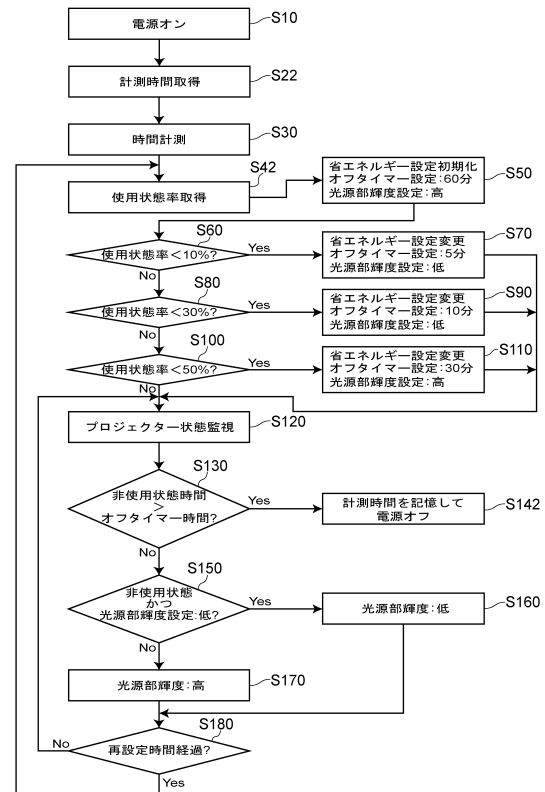 電源オン
S10
計測時間取得
S22
時間計測
S30
使用状態率取得
S42
省エネルギー設定初期化
オフタイマー設定:60分
光源部輝度設定:高
S50
使用状態率<10%?
S60
Yes
No
省エネルギー設定変更
オフタイマー設定:5分
光源部輝度設定:低
S70
使用状態率<30%?
S80
Yes
No
省エネルギー設定変更
オフタイマー設定:10分
光源部輝度設定:低
S90
使用状態率<50%?
S100
Yes
No
省エネルギー設定変更
オフタイマー設定:30分
光源部輝度設定:高
S110
プロジェクター状態監視
S120
非使用状態時間
>
オフタイマー時間?
S130
Yes
No
計測時間を記憶して
電源オフ
S142
非使用状態
かつ
光源部輝度設定:低?
S150
Yes
No
光源部輝度:低
S160
光源部輝度:高
S170
再設定時間経過?
S180
No
Yes